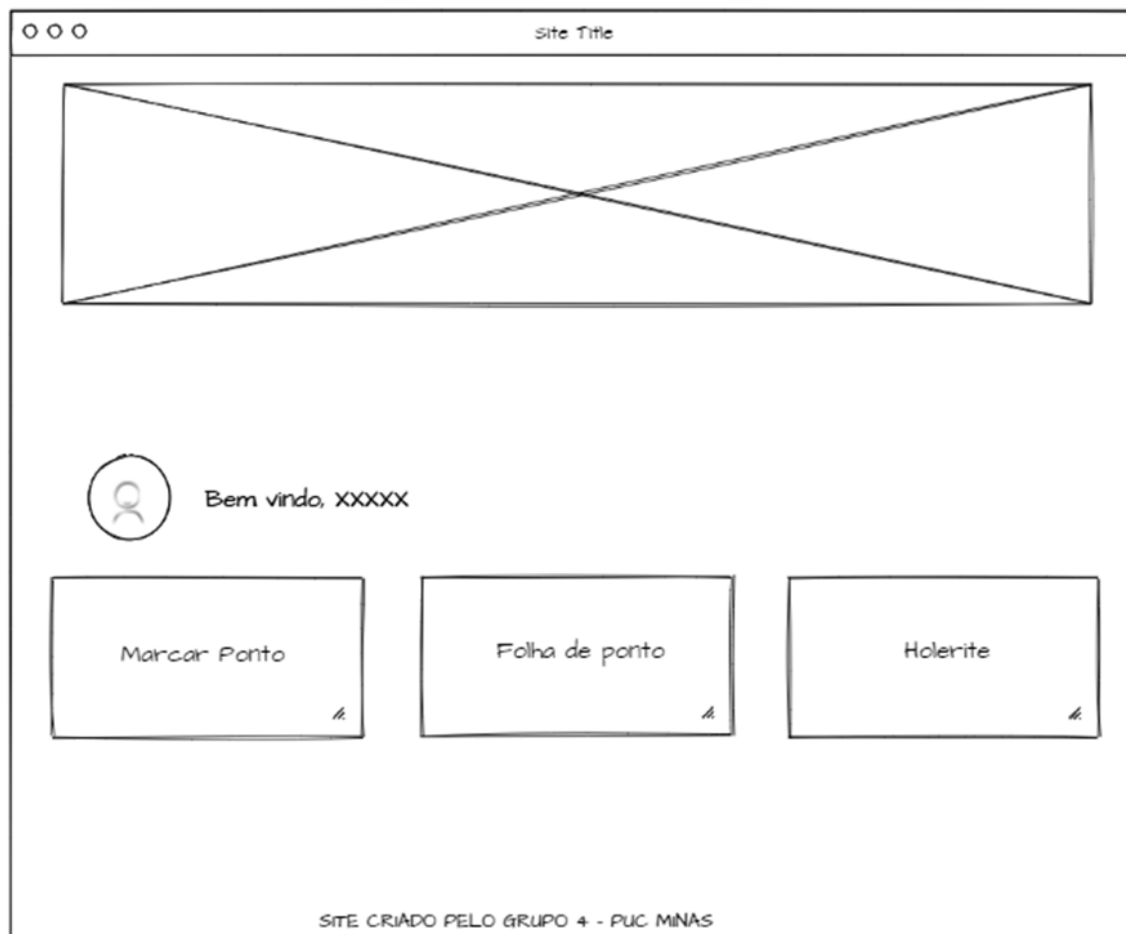 Site Title
Bem vindo, XXXXX
Marcar Ponto
Folha de ponto
Holerite
SITE CRIADO PELO GRUPO 4 - PUC MINAS